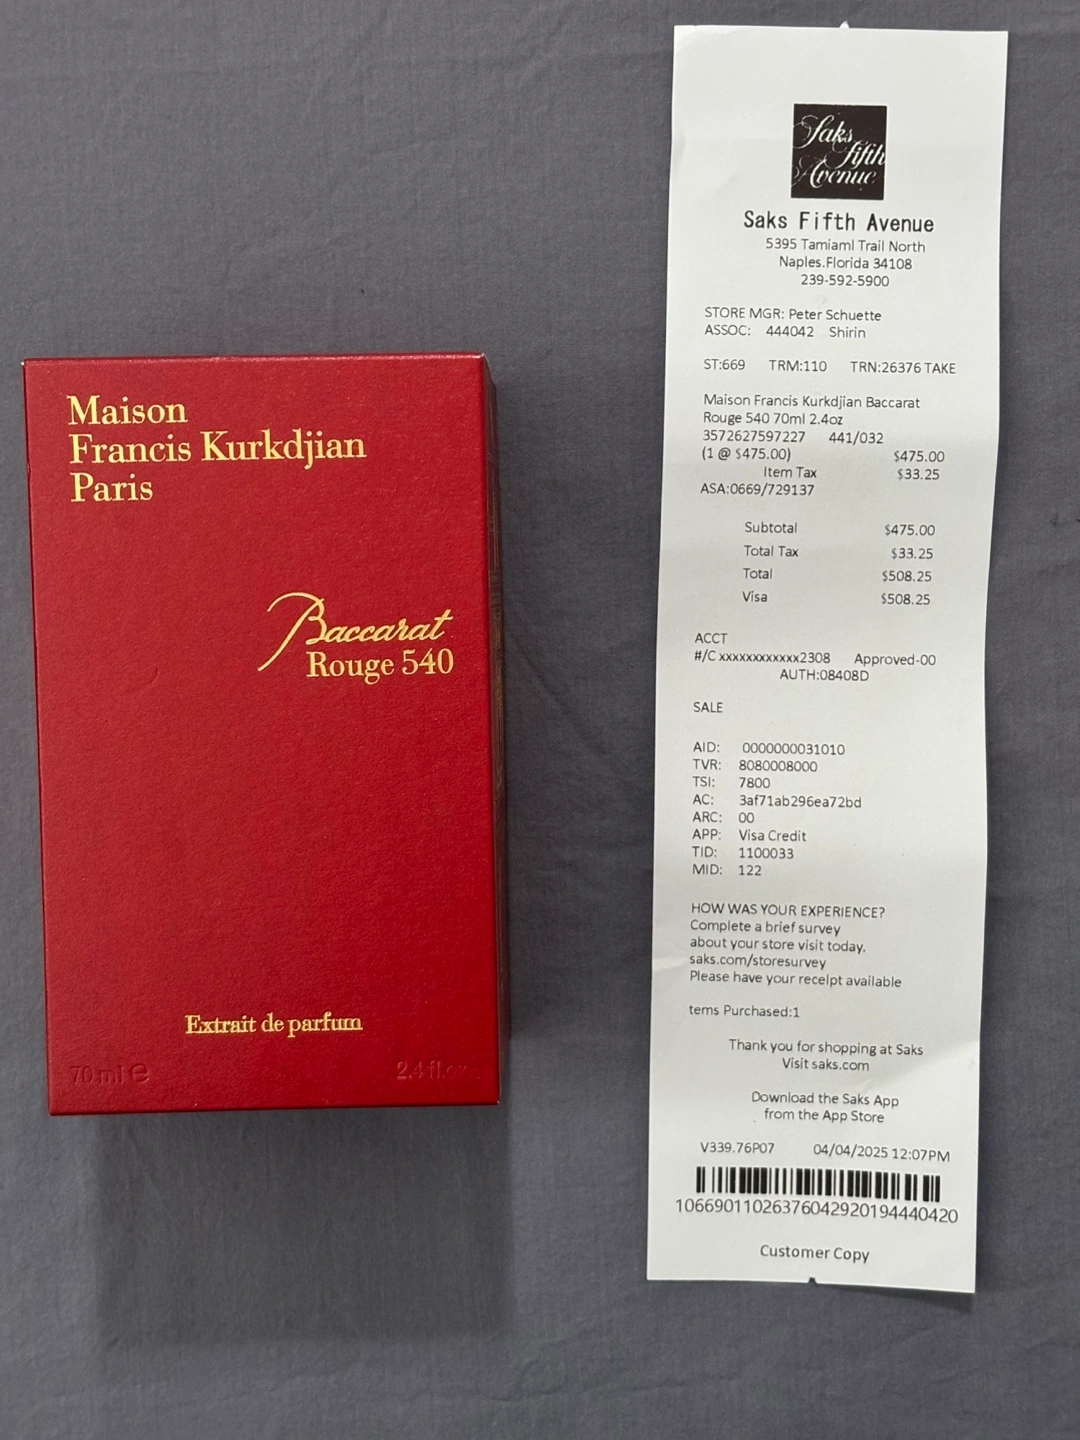 Maison
Francis Kurkdjian
Paris
Baccarat
Rouge 540
Extrait de parfum
70 ml e
2.4 fl.oz.
Saks
fifth
Avenue
Saks Fifth Avenue
5395 Tamiaml Trail North
Naples.Florida 34108
239-592-5900
STORE MGR: Peter Schuette
ASSOC: 444042 Shirin
ST:669 TRM:110 TRN:26376 TAKE
Maison Francis Kurkdjian Baccarat
Rouge 540 70ml 2.4oz
3572627597227 441/032
(1 @ $475.00) $475.00
Item Tax $33.25
ASA:0669/729137
Subtotal $475.00
Total Tax $33.25
Total $508.25
Visa $508.25
ACCT
#/C xxxxxxxxxxxx2308 Approved-00
AUTH:08408D
SALE
AID: 0000000031010
TVR: 8080008000
TSI: 7800
AC: 3af71ab296ea72bd
ARC: 00
APP: Visa Credit
TID: 1100033
MID: 122
HOW WAS YOUR EXPERIENCE?
Complete a brief survey
about your store visit today.
saks.com/storesurvey
Please have your recelpt available
tems Purchased:1
Thank you for shopping at Saks
Visit saks.com
Download the Saks App
from the App Store
V339.76P07 04/04/2025 12:07PM
10669011026376042920194440420
Customer Copy